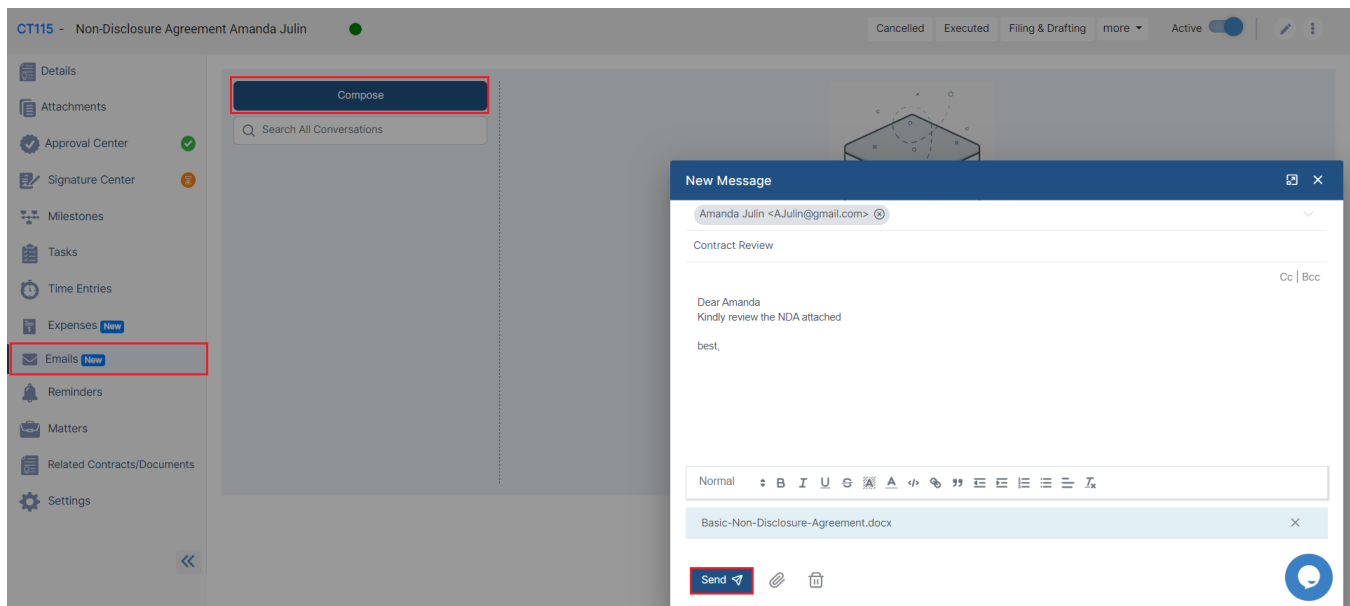 CT115 - Non-Disclosure Agreement Amanda Julin
Cancelled Executed Filing & Drafting more Active
Details
Attachments
Approval Center
Signature Center
Milestones
Tasks
Time Entries
Expenses New
Emails New
Reminders
Matters
Related Contracts/Documents
Settings
Compose
Search All Conversations
New Message
Amanda Julin <AJulin@gmail.com>
Contract Review
Cc | Bcc
Dear Amanda
Kindly review the NDA attached
best,
Normal
Basic-Non-Disclosure-Agreement.docx
Send